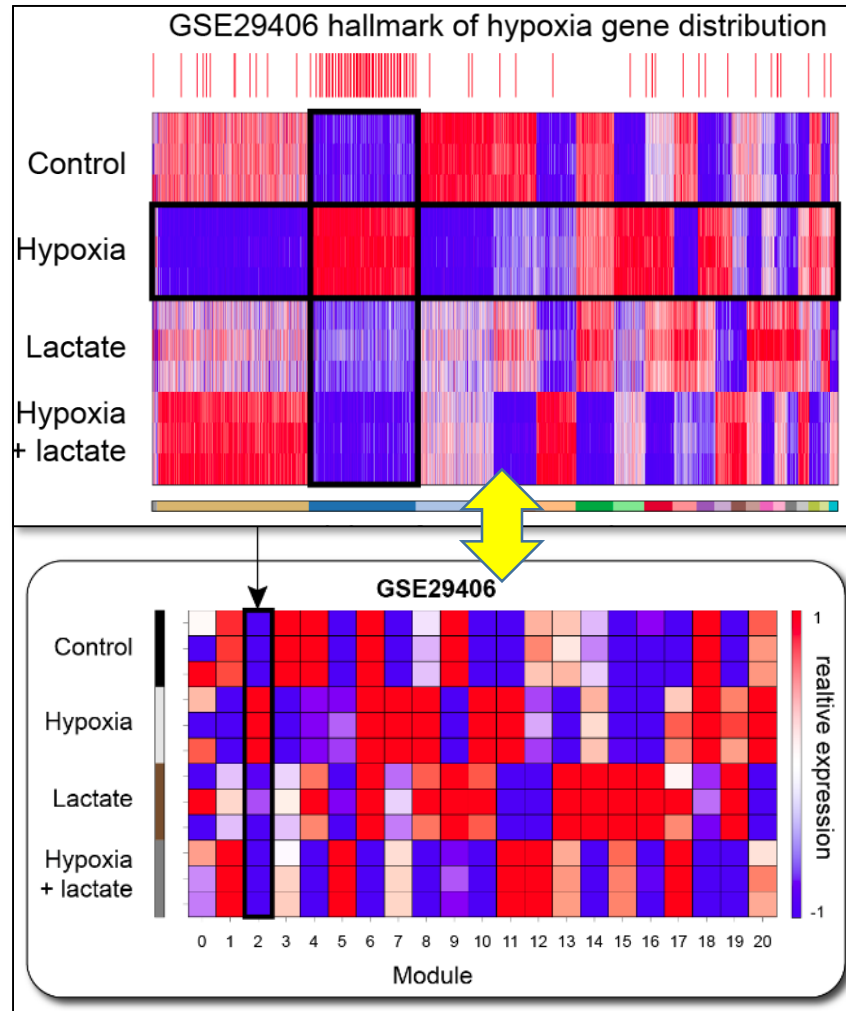 GSE29406 hallmark of hypoxia gene distribution
Control
Hypoxia
Lactate
Hypoxia
+ lactate
GSE29406
Control
Hypoxia
Lactate
Hypoxia
+ lactate
1
realtive expression
-1
0 1 2 3 4 5 6 7 8 9 10 11 12 13 14 15 16 17 18 19 20
Module